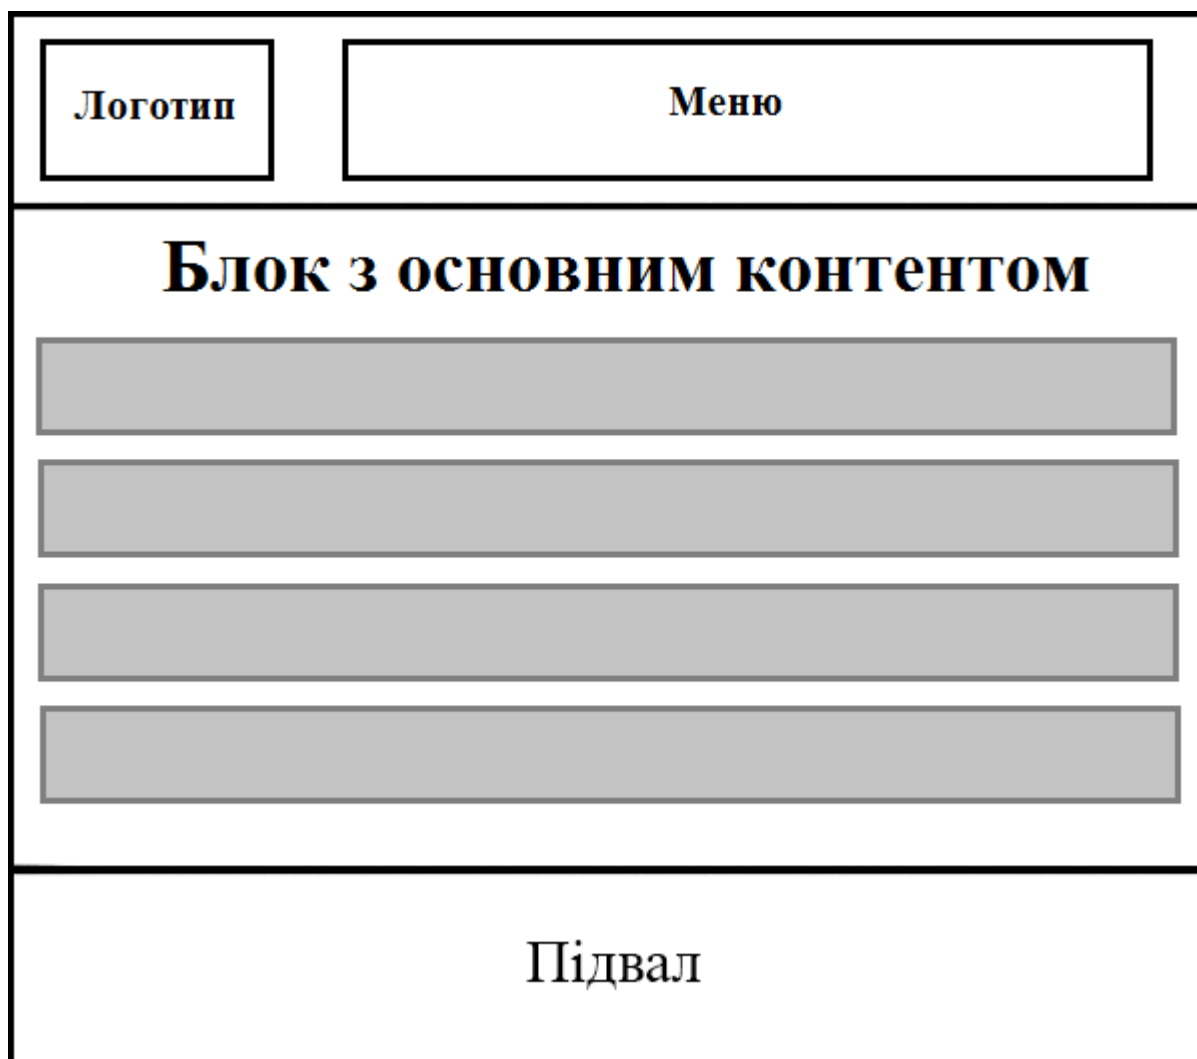 Логотип
Меню
Блок з основним контентом
Підвал